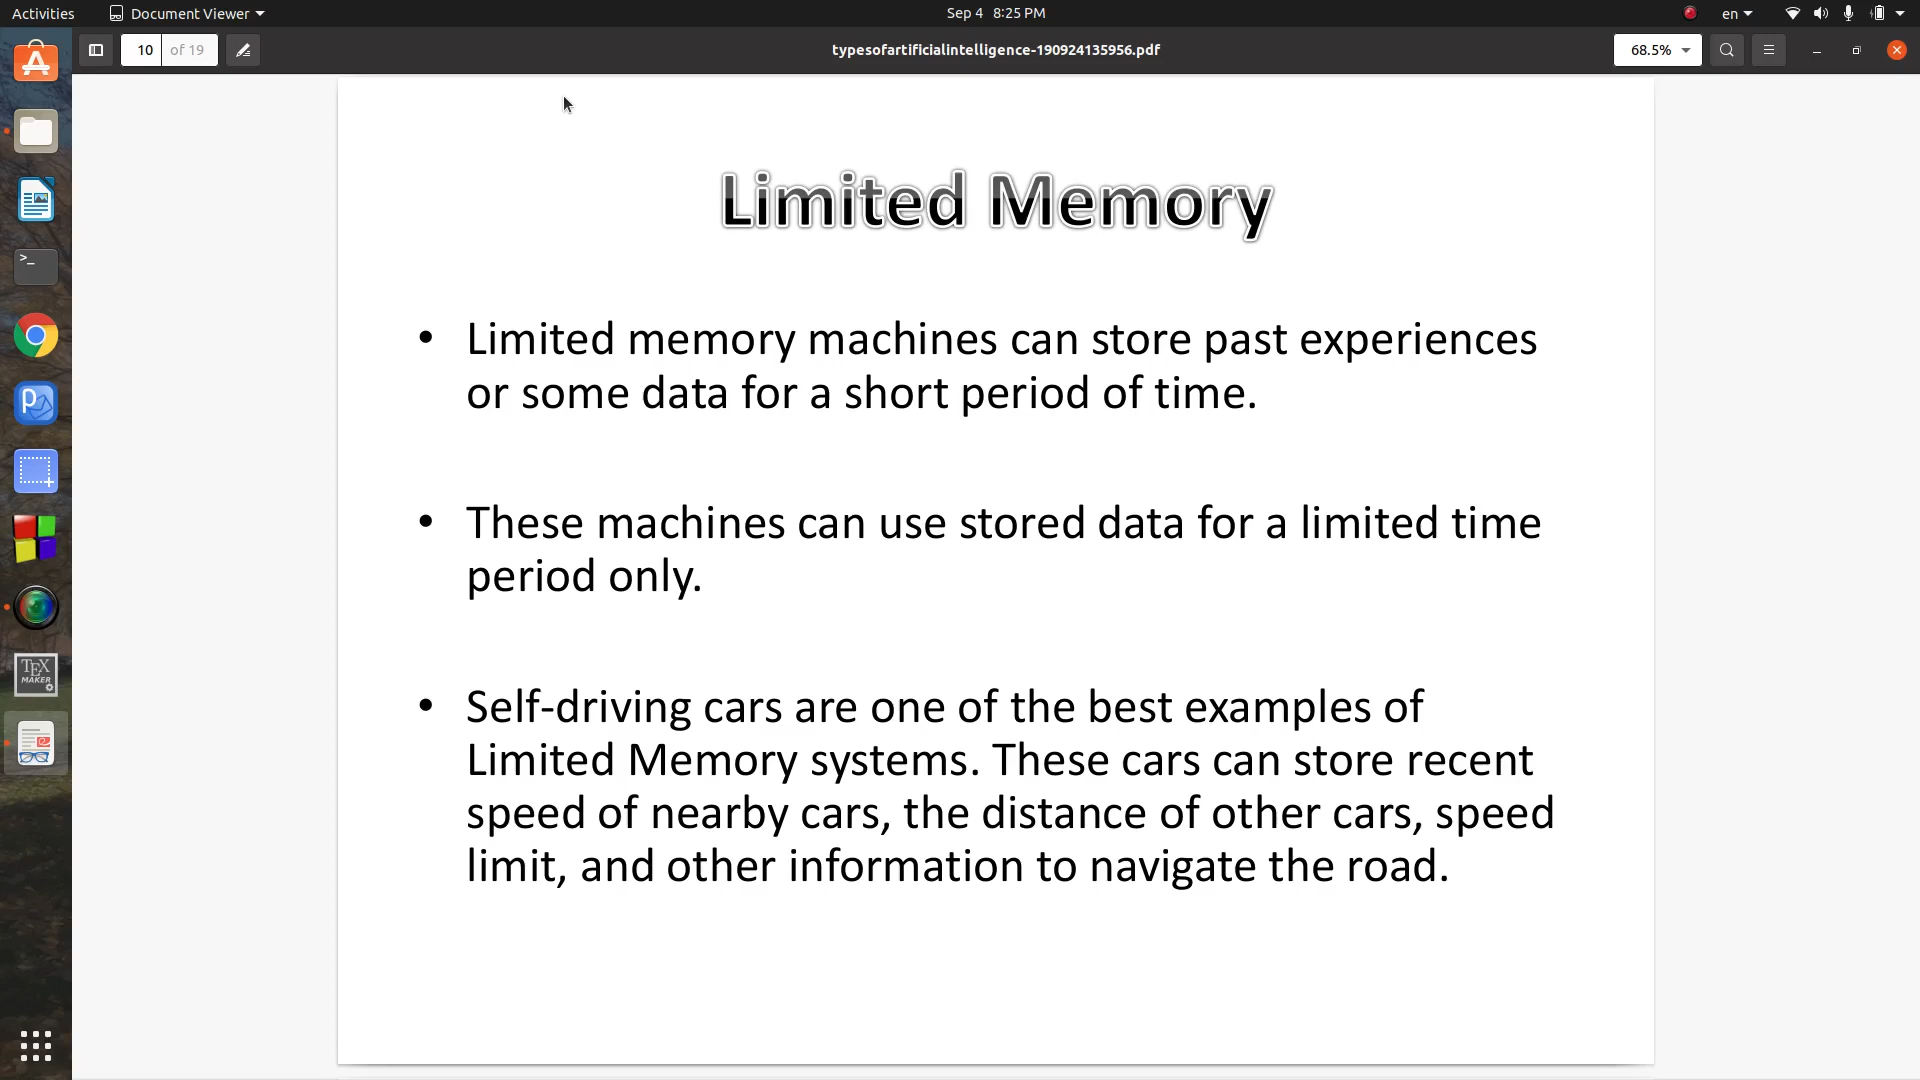 Activities Document Viewer Sep 4 8:25 PM en
10 of 19 typesofartificialintelligence-190924135956.pdf 68.5%
Limited Memory
• Limited memory machines can store past experiences
or some data for a short period of time.
• These machines can use stored data for a limited time
period only.
• Self-driving cars are one of the best examples of
Limited Memory systems. These cars can store recent
speed of nearby cars, the distance of other cars, speed
limit, and other information to navigate the road.
>_
P
TEX
MAKER